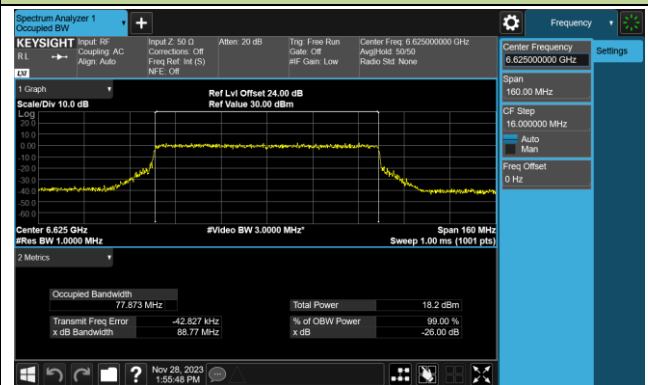 Spectrum Analyzer 1
Occupied BW
+
Frequency
KEYSIGHT
RL
LXI
Input: RF
Coupling: AC
Align: Auto
Input Z: 50 Ω
Corrections: Off
Freq Ref: Int (S)
NFE: Off
Atten: 20 dB
Trig: Free Run
Gate: Off
#IF Gain: Low
Center Freq: 6.625000000 GHz
Avg|Hold: 50/50
Radio Std: None
Center Frequency
6.625000000 GHz
Settings
Span
160.00 MHz
CF Step
16.000000 MHz
Auto
Man
Freq Offset
0 Hz
1 Graph
Scale/Div 10.0 dB
Ref Lvl Offset 24.00 dB
Ref Value 30.00 dBm
Log
20.0
10.0
0.00
-10.0
-20.0
-30.0
-40.0
-50.0
-60.0
Center 6.625 GHz
#Res BW 1.0000 MHz
#Video BW 3.0000 MHz*
Span 160 MHz
Sweep 1.00 ms (1001 pts)
2 Metrics
Occupied Bandwidth
77.873 MHz
Total Power 18.2 dBm
Transmit Freq Error -42.827 kHz
% of OBW Power 99.00 %
x dB Bandwidth 88.77 MHz
x dB -26.00 dB
?
Nov 28, 2023
1:55:48 PM